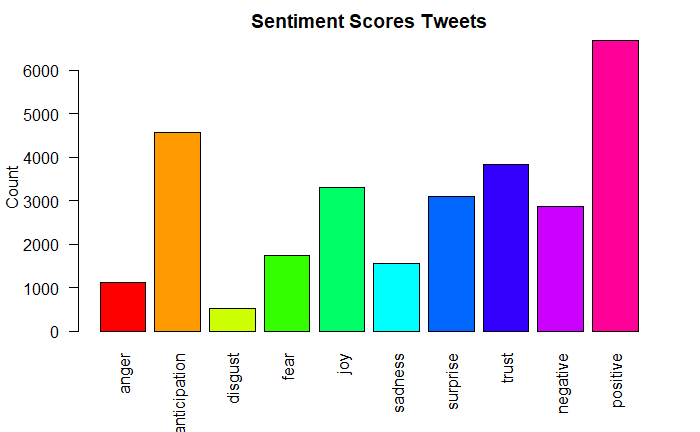 Sentiment Scores Tweets
Count
6000
5000
4000
3000
2000
1000
0
anger
anticipation
disgust
fear
joy
sadness
surprise
trust
negative
positive